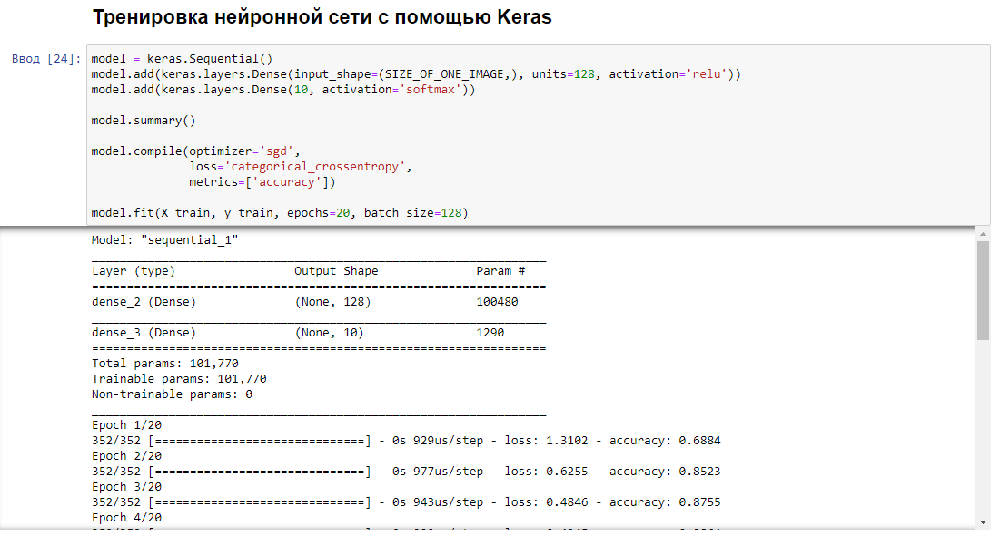 Тренировка нейронной сети с помощью Keras
Ввод [24]:
model = keras.Sequential()
model.add(keras.layers.Dense(input_shape=(SIZE_OF_ONE_IMAGE,), units=128, activation='relu'))
model.add(keras.layers.Dense(10, activation='softmax'))
model.summary()
model.compile(optimizer='sgd',
loss='categorical_crossentropy',
metrics=['accuracy'])
model.fit(X_train, y_train, epochs=20, batch_size=128)
Model: "sequential_1"
_________________________________________________________________
Layer (type) Output Shape Param #
=================================================================
dense_2 (Dense) (None, 128) 100480
_________________________________________________________________
dense_3 (Dense) (None, 10) 1290
=================================================================
Total params: 101,770
Trainable params: 101,770
Non-trainable params: 0
_________________________________________________________________
Epoch 1/20
352/352 [==============================] - 0s 929us/step - loss: 1.3102 - accuracy: 0.6884
Epoch 2/20
352/352 [==============================] - 0s 977us/step - loss: 0.6255 - accuracy: 0.8523
Epoch 3/20
352/352 [==============================] - 0s 943us/step - loss: 0.4846 - accuracy: 0.8755
Epoch 4/20